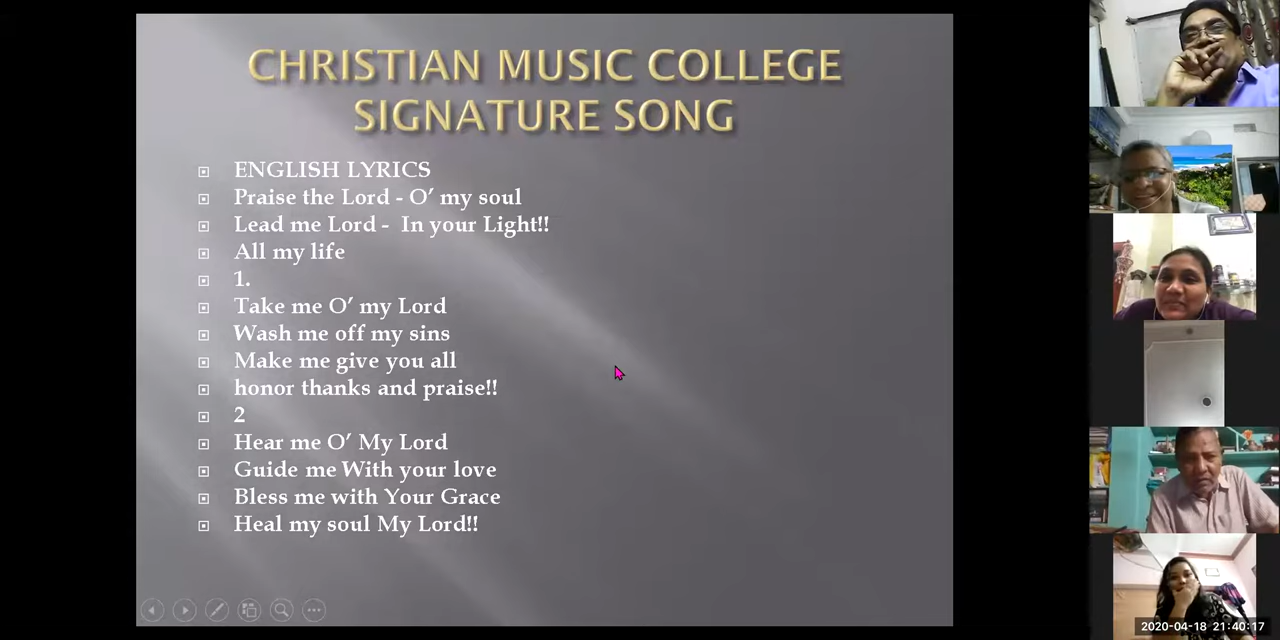 CHRISTIAN MUSIC COLLEGE
SIGNATURE SONG
ENGLISH LYRICS
Praise the Lord - O’ my soul
Lead me Lord -  In your Light!!
All my life
1.
Take me O’ my Lord
Wash me off my sins
Make me give you all
honor thanks and praise!!
2
Hear me O’ My Lord
Guide me With your love
Bless me with Your Grace
Heal my soul My Lord!!
2020-04-18 21:40:17